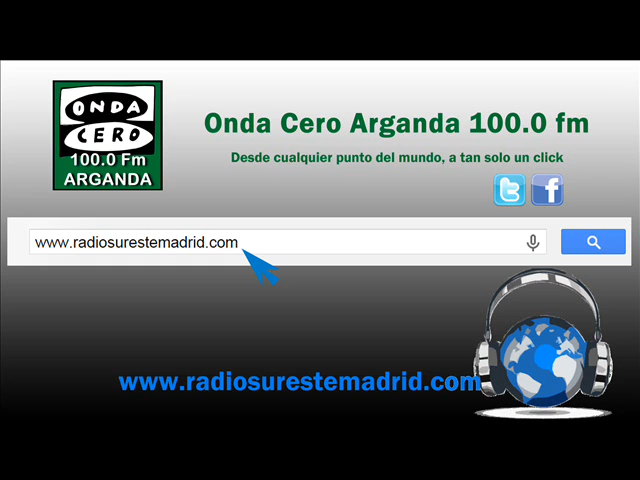 ONDA
CERO
100.0 Fm
ARGANDA
Onda Cero Arganda 100.0 fm
Desde cualquier punto del mundo, a tan solo un click
www.radiosurestemadrid.com
www.radiosurestemadrid.com